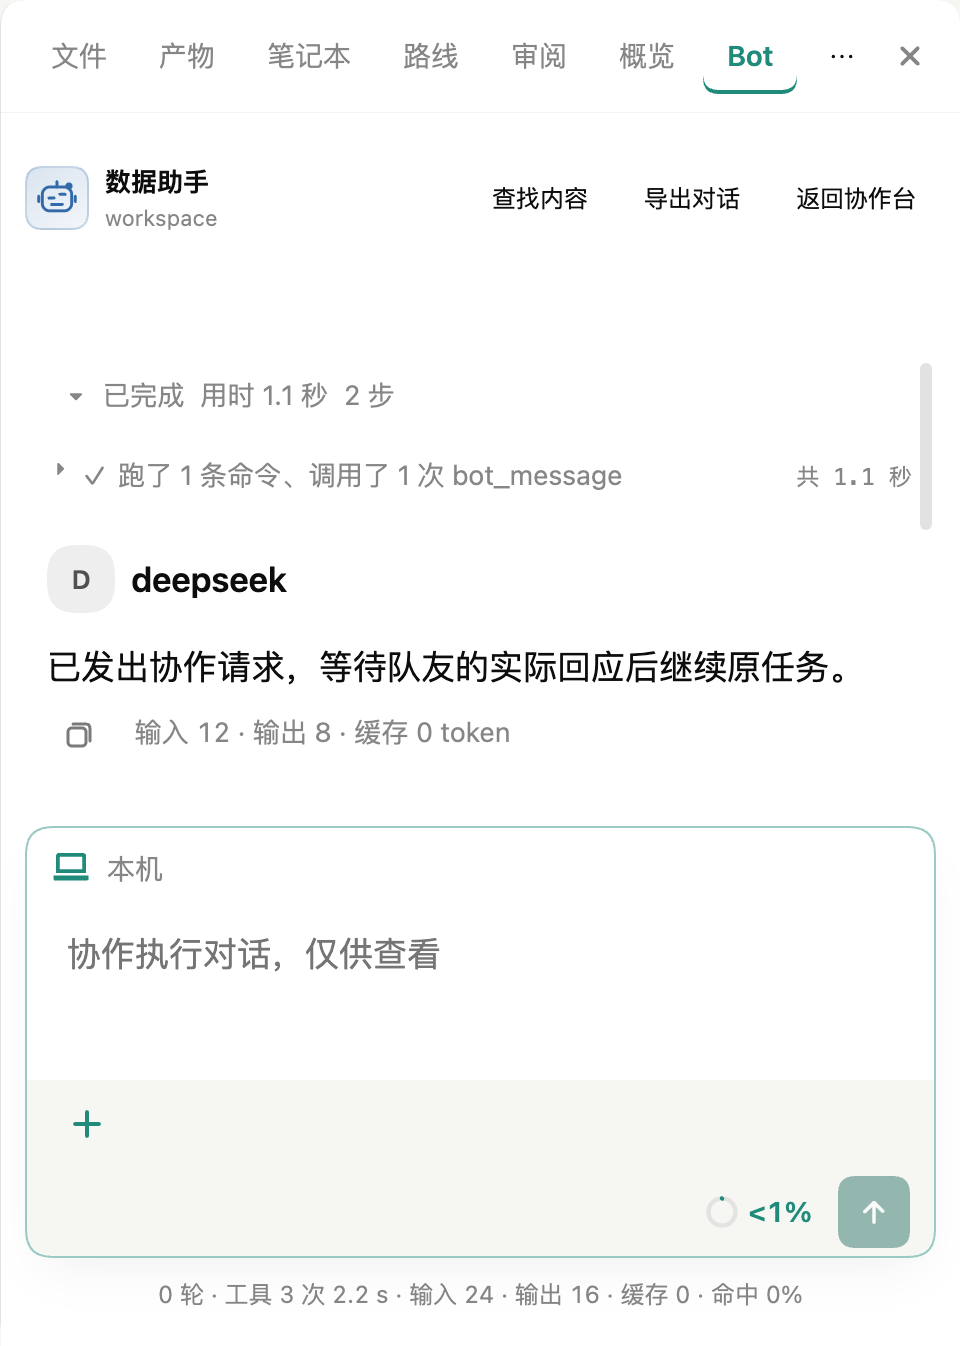 文件 产物 笔记本 路线 审阅 概览 Bot ···
数据助手
workspace
查找内容 导出对话 返回协作台
已完成 用时 1.1 秒 2 步
跑了 1 条命令、调用了 1 次 bot_message 共 1.1 秒
D deepseek
已发出协作请求，等待队友的实际回应后继续原任务。
输入 12 · 输出 8 · 缓存 0 token
本机
协作执行对话，仅供查看
<1%
0 轮 · 工具 3 次 2.2 s · 输入 24 · 输出 16 · 缓存 0 · 命中 0%